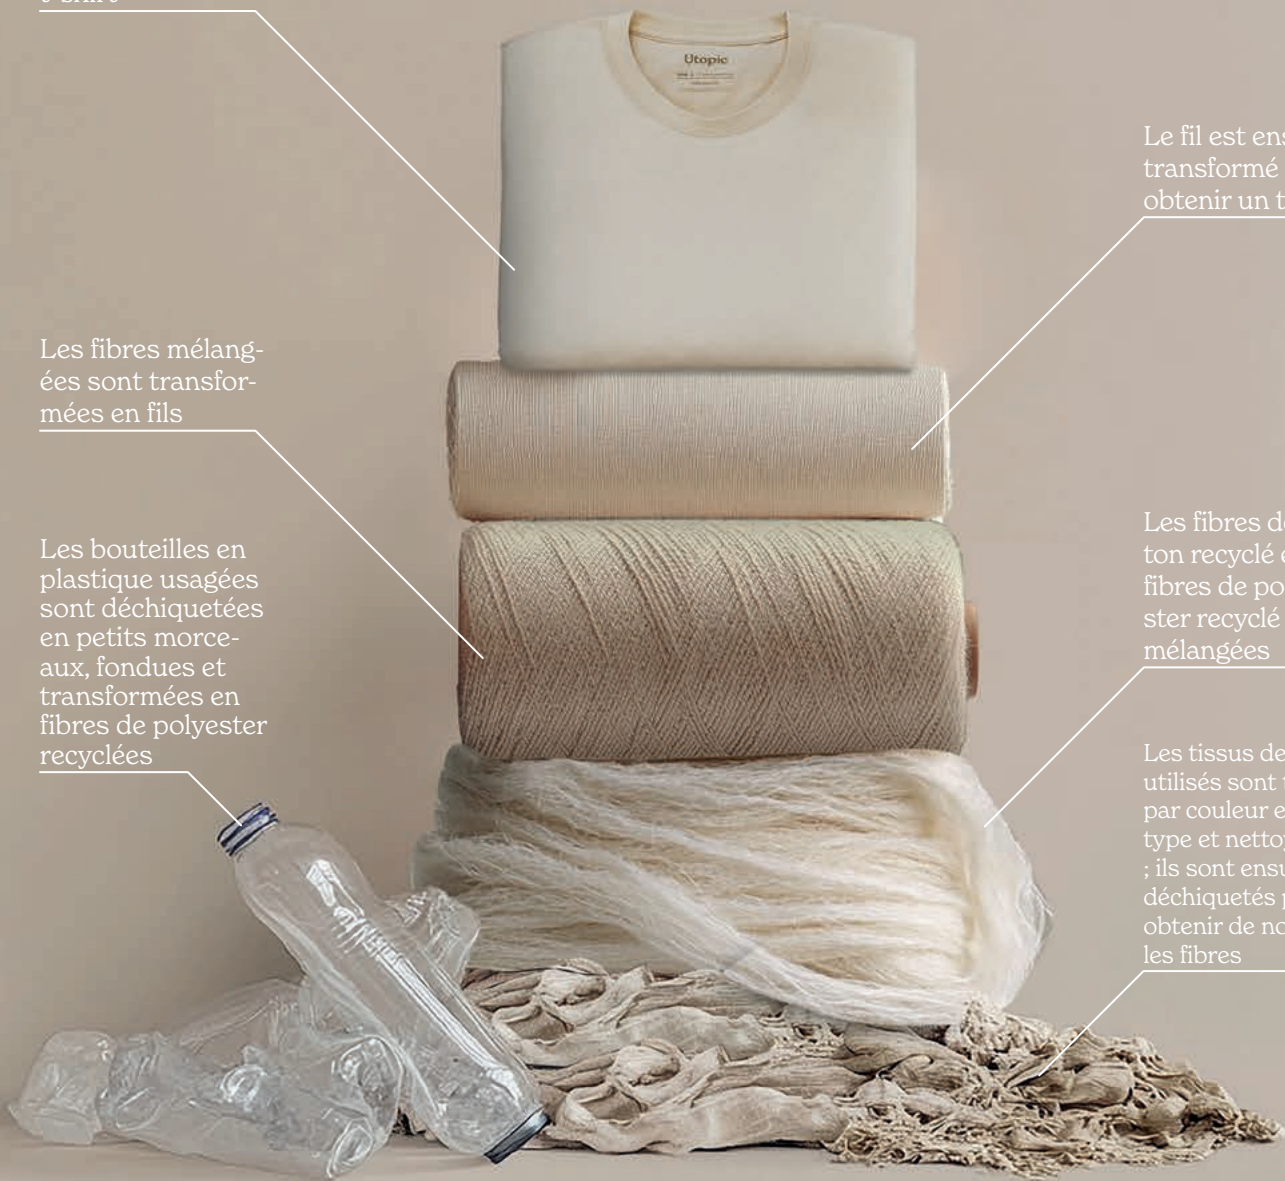 t-shirt
Utopic
Le fil est ens
transformé
obtenir un t
Les fibres mélang-
ées sont transfor-
mées en fils
Les bouteilles en
plastique usagées
sont déchiquetées
en petits morce-
aux, fondues et
transformées en
fibres de polyester
recyclées
Les fibres de
ton recyclé e
fibres de po
ster recyclé
mélangées
Les tissus de
utilisés sont t
par couleur e
type et netto
; ils sont ensu
déchiquetés p
obtenir de no
les fibres